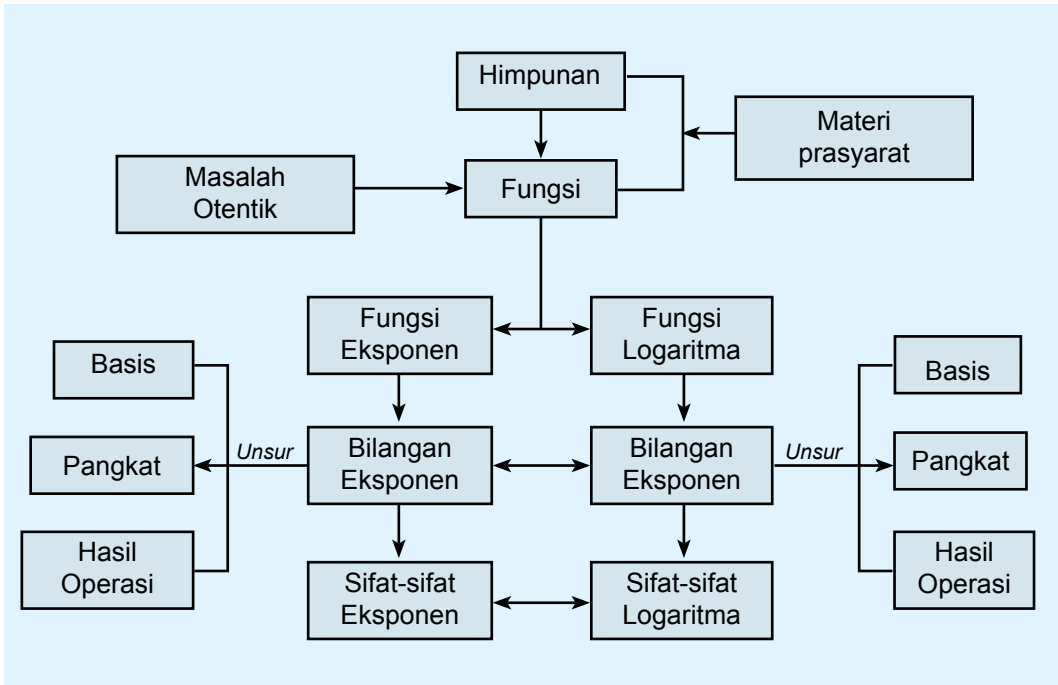 Himpunan
Materi
prasyarat
Masalah
Otentik
Fungsi
Fungsi
Eksponen
Fungsi
Logaritma
Basis
Pangkat
Hasil
Operasi
Unsur
Bilangan
Eksponen
Bilangan
Eksponen
Unsur
Basis
Pangkat
Hasil
Operasi
Sifat-sifat
Eksponen
Sifat-sifat
Logaritma